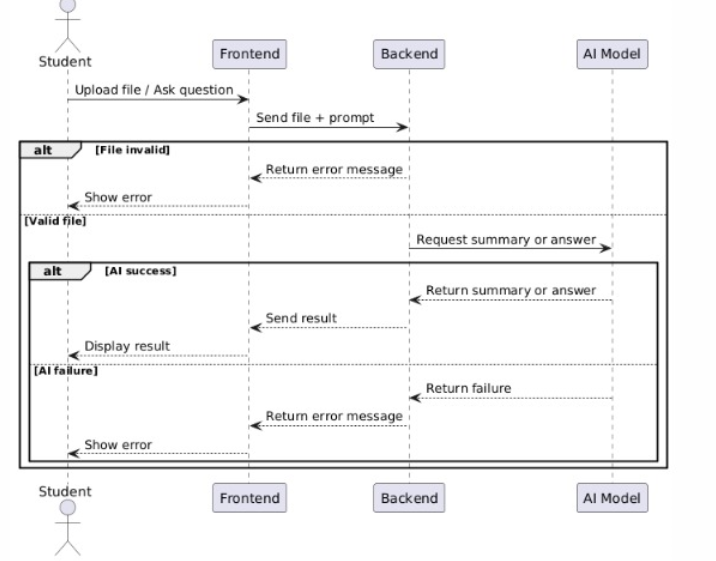 Student
Frontend
Backend
AI Model
Upload file / Ask question
Send file + prompt
alt [File invalid]
Return error message
Show error
[Valid file]
Request summary or answer
alt [AI success]
Return summary or answer
Send result
Display result
[AI failure]
Return failure
Return error message
Show error
Student
Frontend
Backend
AI Model